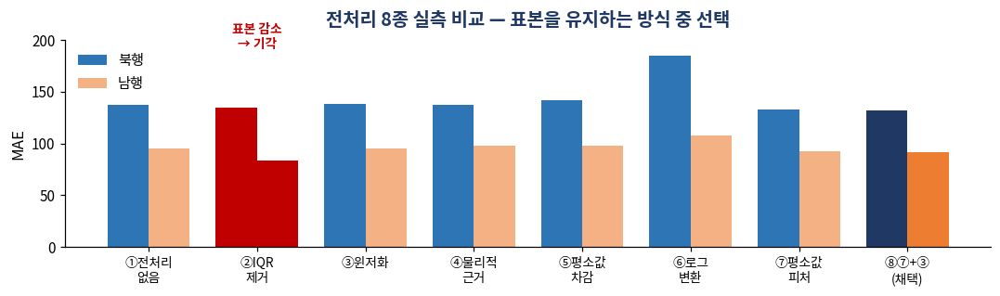 전처리 8종 실측 비교 — 표본을 유지하는 방식 중 선택
표본 감소
→ 기각
북행
남행
MAE
200
150
100
50
0
①전처리
없음
②IQR
제거
③윈저화
④물리적
근거
⑤평소값
차감
⑥로그
변환
⑦평소값
피처
⑧⑦+③
(채택)